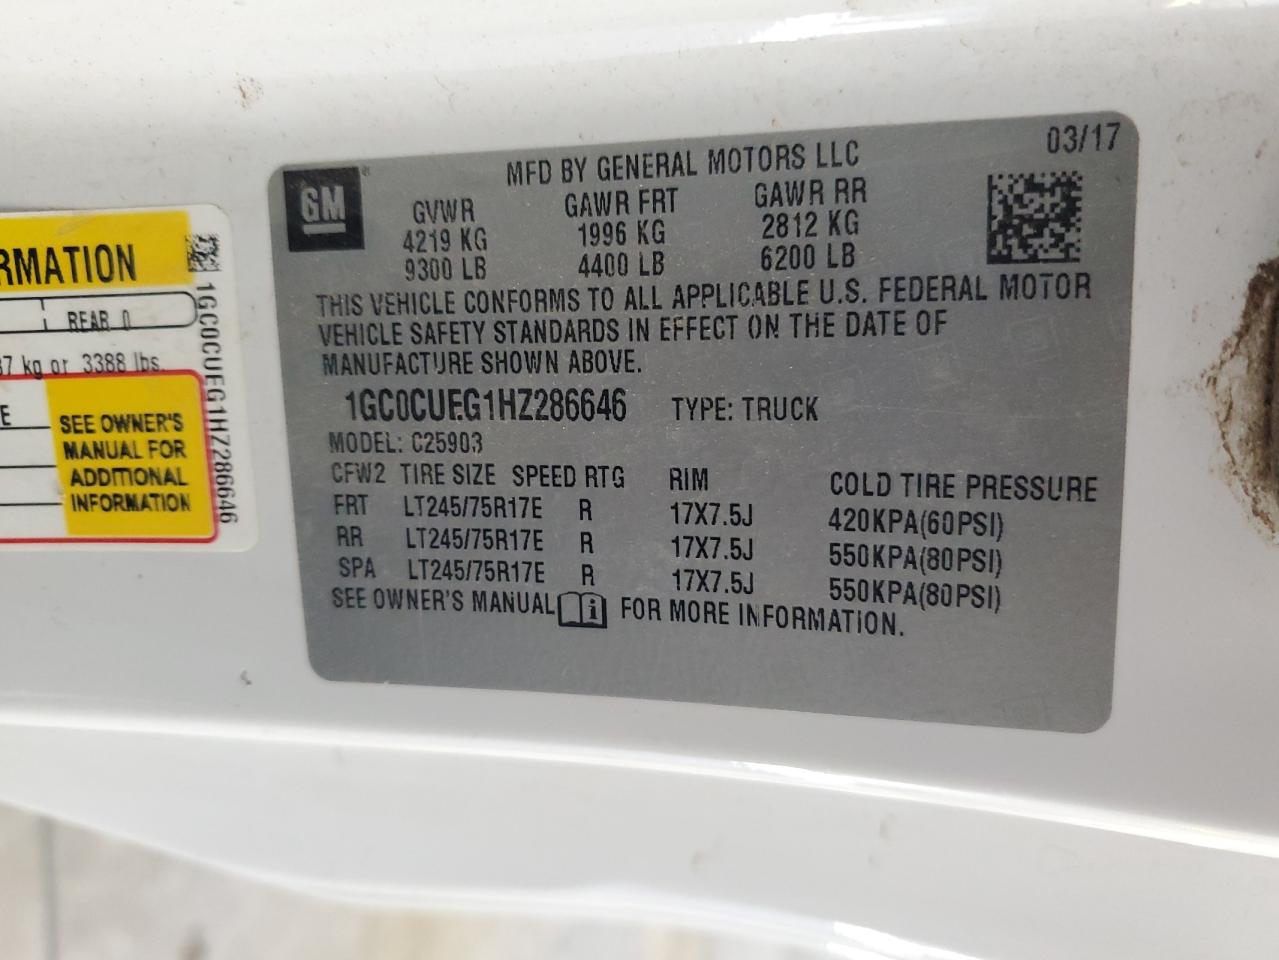 RMATION
REAR 0
37 kg or 3388 lbs.
E
SEE OWNER'S
MANUAL FOR
ADDITIONAL
INFORMATION
1GC0CUEG1HZ286646
GM
MFD BY GENERAL MOTORS LLC
03/17
GVWR GAWR FRT GAWR RR
4219 KG 1996 KG 2812 KG
9300 LB 4400 LB 6200 LB
THIS VEHICLE CONFORMS TO ALL APPLICABLE U.S. FEDERAL MOTOR
VEHICLE SAFETY STANDARDS IN EFFECT ON THE DATE OF
MANUFACTURE SHOWN ABOVE.
1GC0CUEG1HZ286646 TYPE: TRUCK
MODEL: C25903
CFW2 TIRE SIZE SPEED RTG RIM COLD TIRE PRESSURE
FRT LT245/75R17E R 17X7.5J 420KPA(60PSI)
RR LT245/75R17E R 17X7.5J 550KPA(80PSI)
SPA LT245/75R17E R 17X7.5J 550KPA(80PSI)
SEE OWNER'S MANUAL i FOR MORE INFORMATION.